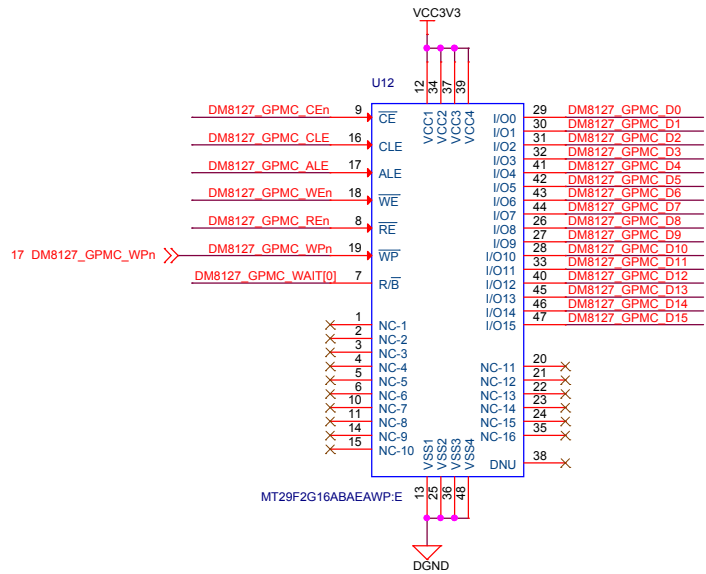 VCC3V3
U12
12 34 37 39
VCC1 VCC2 VCC3 VCC4
DM8127_GPMC_CEn 9 CE
DM8127_GPMC_CLE 16 CLE
DM8127_GPMC_ALE 17 ALE
DM8127_GPMC_WEn 18 WE
DM8127_GPMC_REn 8 RE
17 DM8127_GPMC_WPn DM8127_GPMC_WPn 19 WP
DM8127_GPMC_WAIT[0] 7 R/B
I/O0 29 DM8127_GPMC_D0
I/O1 30 DM8127_GPMC_D1
I/O2 31 DM8127_GPMC_D2
I/O3 32 DM8127_GPMC_D3
I/O4 41 DM8127_GPMC_D4
I/O5 42 DM8127_GPMC_D5
I/O6 43 DM8127_GPMC_D6
I/O7 44 DM8127_GPMC_D7
I/O8 26 DM8127_GPMC_D8
I/O9 27 DM8127_GPMC_D9
I/O10 28 DM8127_GPMC_D10
I/O11 33 DM8127_GPMC_D11
I/O12 40 DM8127_GPMC_D12
I/O13 45 DM8127_GPMC_D13
I/O14 46 DM8127_GPMC_D14
I/O15 47 DM8127_GPMC_D15
1 NC-1
2 NC-2
3 NC-3
4 NC-4
5 NC-5
6 NC-6
10 NC-7
11 NC-8
14 NC-9
15 NC-10
NC-11 20
NC-12 21
NC-13 22
NC-14 23
NC-15 24
NC-16 35
DNU 38
VSS1 VSS2 VSS3 VSS4
13 25 36 48
MT29F2G16ABAEAWP:E
DGND